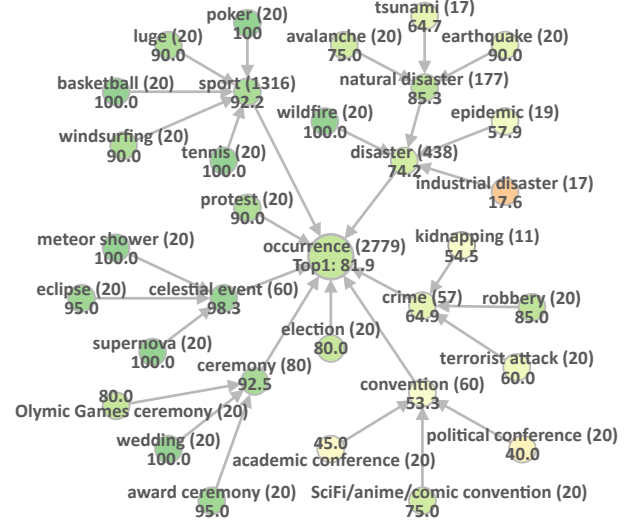 poker (20)
100
tsunami (17)
64.7
luge (20)
90.0
avalanche (20)
75.0
earthquake (20)
90.0
basketball (20)
100.0
sport (1316)
92.2
natural disaster (177)
85.3
wildfire (20)
100.0
epidemic (19)
57.9
windsurfing (20)
90.0
tennis (20)
100.0
disaster (438)
74.2
industrial disaster (17)
17.6
protest (20)
90.0
meteor shower (20)
100.0
occurrence (2779)
Top1: 81.9
kidnapping (11)
54.5
eclipse (20)
95.0
celestial event (60)
98.3
crime (57)
64.9
robbery (20)
85.0
supernova (20)
100.0
election (20)
80.0
terrorist attack (20)
60.0
ceremony (80)
92.5
convention (60)
53.3
80.0
Olymic Games ceremony (20)
wedding (20)
100.0
45.0
academic conference (20)
political conference (20)
40.0
award ceremony (20)
95.0
SciFi/anime/comic convention (20)
75.0